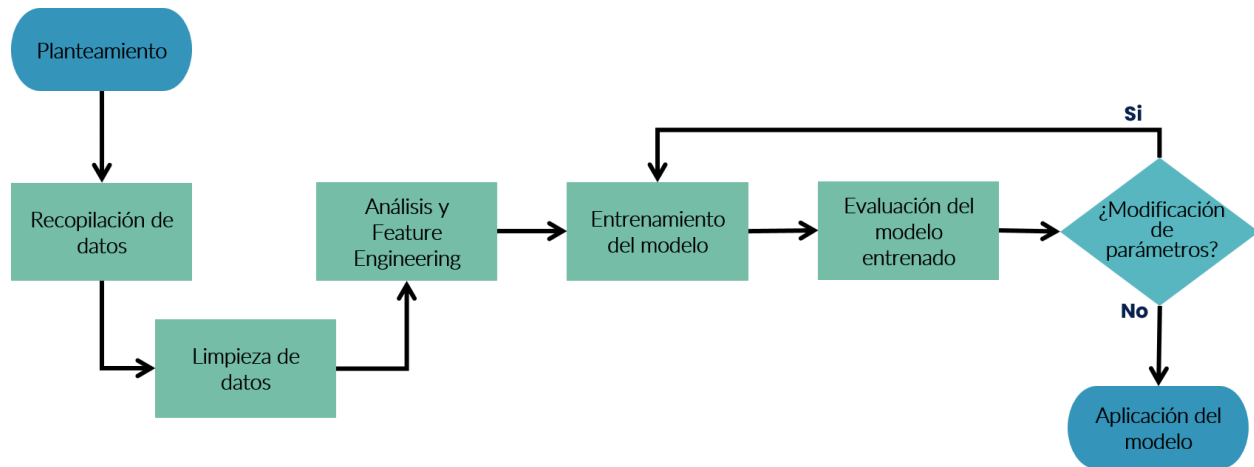 Planteamiento
Recopilación de
datos
Limpieza de
datos
Análisis y
Feature
Engineering
Entrenamiento
del modelo
Evaluación del
modelo
entrenado
¿Modificación
de
parámetros?
Si
No
Aplicación del
modelo